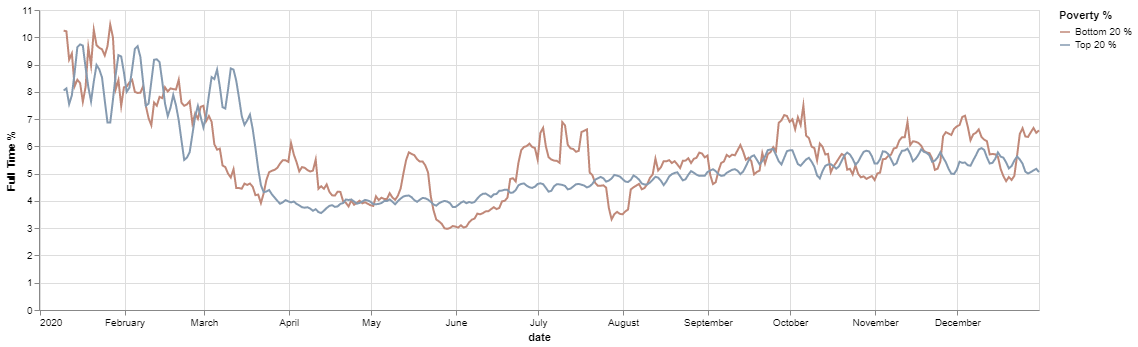 Poverty %
Bottom 20 %
Top 20 %
Full Time %
11
10
9
8
7
6
5
4
3
2
1
0
2020 February March April May June July August September October November December
date